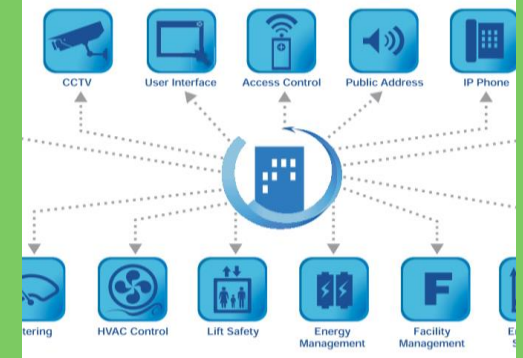 CCTV
User Interface
Access Control
Public Address
IP Phone
tering
HVAC Control
Lift Safety
Energy
Management
F
Facility
Management